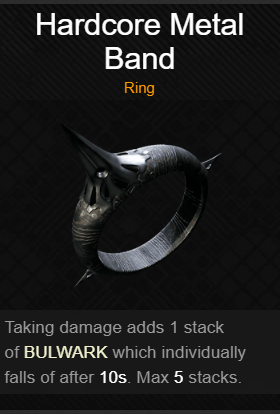 Hardcore Metal
Band
Ring
Taking damage adds 1 stack
of BULWARK which individually
falls of after 10s. Max 5 stacks.